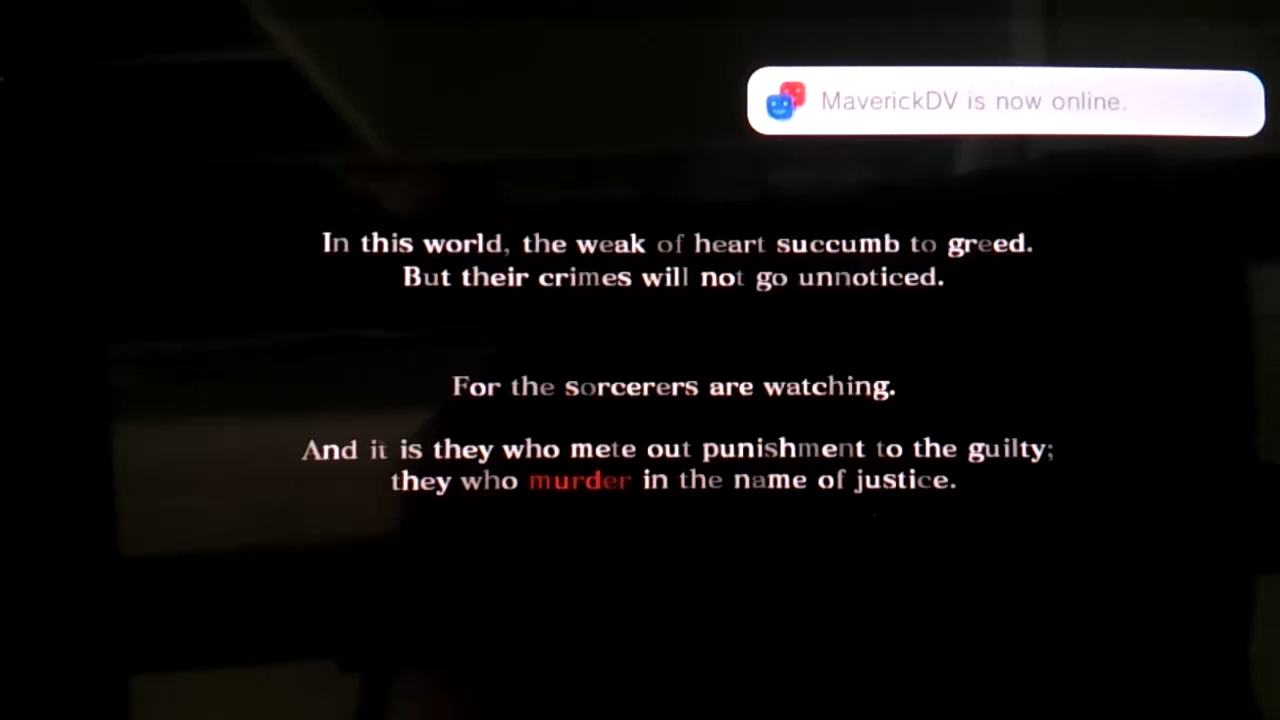 MaverickDV is now online.
In this world, the weak of heart succumb to greed.
But their crimes will not go unnoticed.
For the sorcerers are watching.
And it is they who mete out punishment to the guilty;
they who murder in the name of justice.